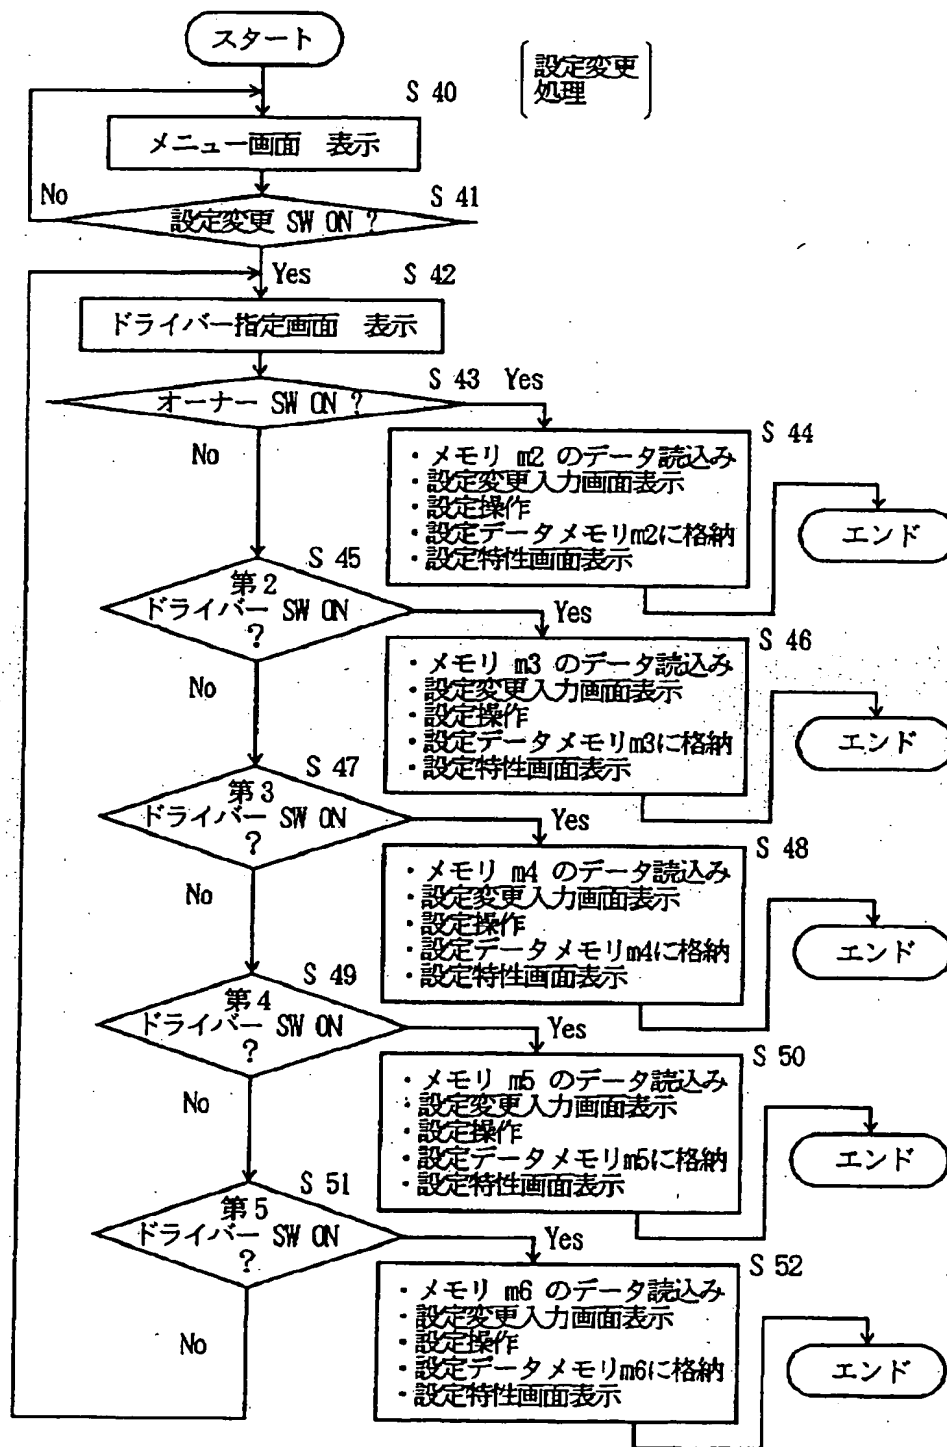 スタート
設定変更
処理
S 40
メニュー画面 表示
No
S 41
設定変更 SW ON ?
Yes
S 42
ドライバー指定画面 表示
S 43 Yes
オーナー SW ON ?
No
S 44
・メモリ m2 のデータ読込み
・設定変更入力画面表示
・設定操作
・設定データメモリm2に格納
・設定特性画面表示
エンド
S 45
第2
ドライバー SW ON
?
Yes
No
S 46
・メモリ m3 のデータ読込み
・設定変更入力画面表示
・設定操作
・設定データメモリm3に格納
・設定特性画面表示
エンド
S 47
第3
ドライバー SW ON
?
Yes
No
S 48
・メモリ m4 のデータ読込み
・設定変更入力画面表示
・設定操作
・設定データメモリm4に格納
・設定特性画面表示
エンド
S 49
第4
ドライバー SW ON
?
Yes
No
S 50
・メモリ m5 のデータ読込み
・設定変更入力画面表示
・設定操作
・設定データメモリm5に格納
・設定特性画面表示
エンド
S 51
第5
ドライバー SW ON
?
Yes
No
S 52
・メモリ m6 のデータ読込み
・設定変更入力画面表示
・設定操作
・設定データメモリm6に格納
・設定特性画面表示
エンド